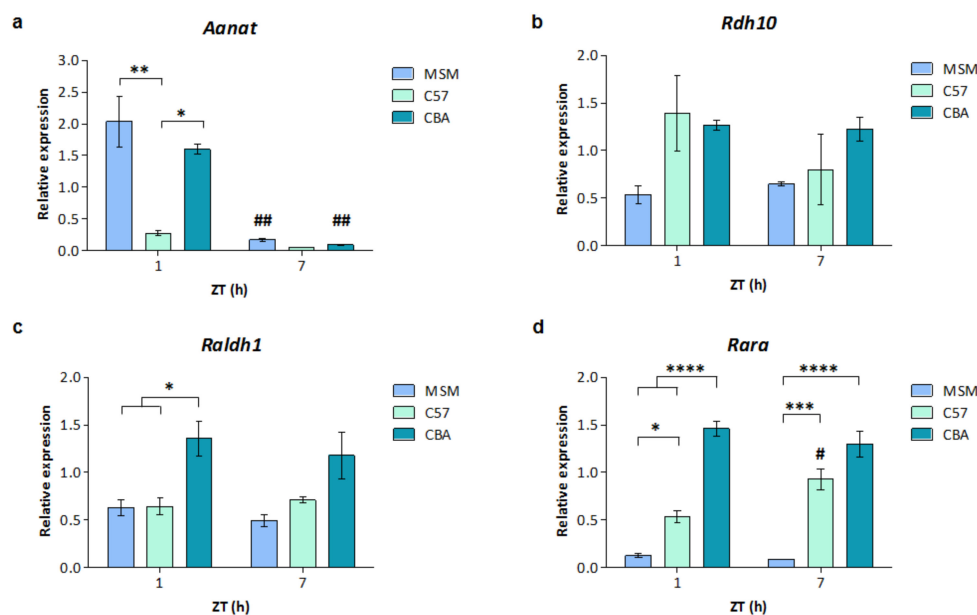 a
Aanat
Relative expression
3.0
2.5
2.0
1.5
1.0
0.5
0.0
**
*
##
##
1
7
ZT (h)
MSM
C57
CBA
b
Rdh10
Relative expression
2.0
1.5
1.0
0.5
0.0
1
7
ZT (h)
MSM
C57
CBA
c
Raldh1
Relative expression
2.0
1.5
1.0
0.5
0.0
*
1
7
ZT (h)
MSM
C57
CBA
d
Rara
Relative expression
2.0
1.5
1.0
0.5
0.0
****
*
****
***
#
1
7
ZT (h)
MSM
C57
CBA